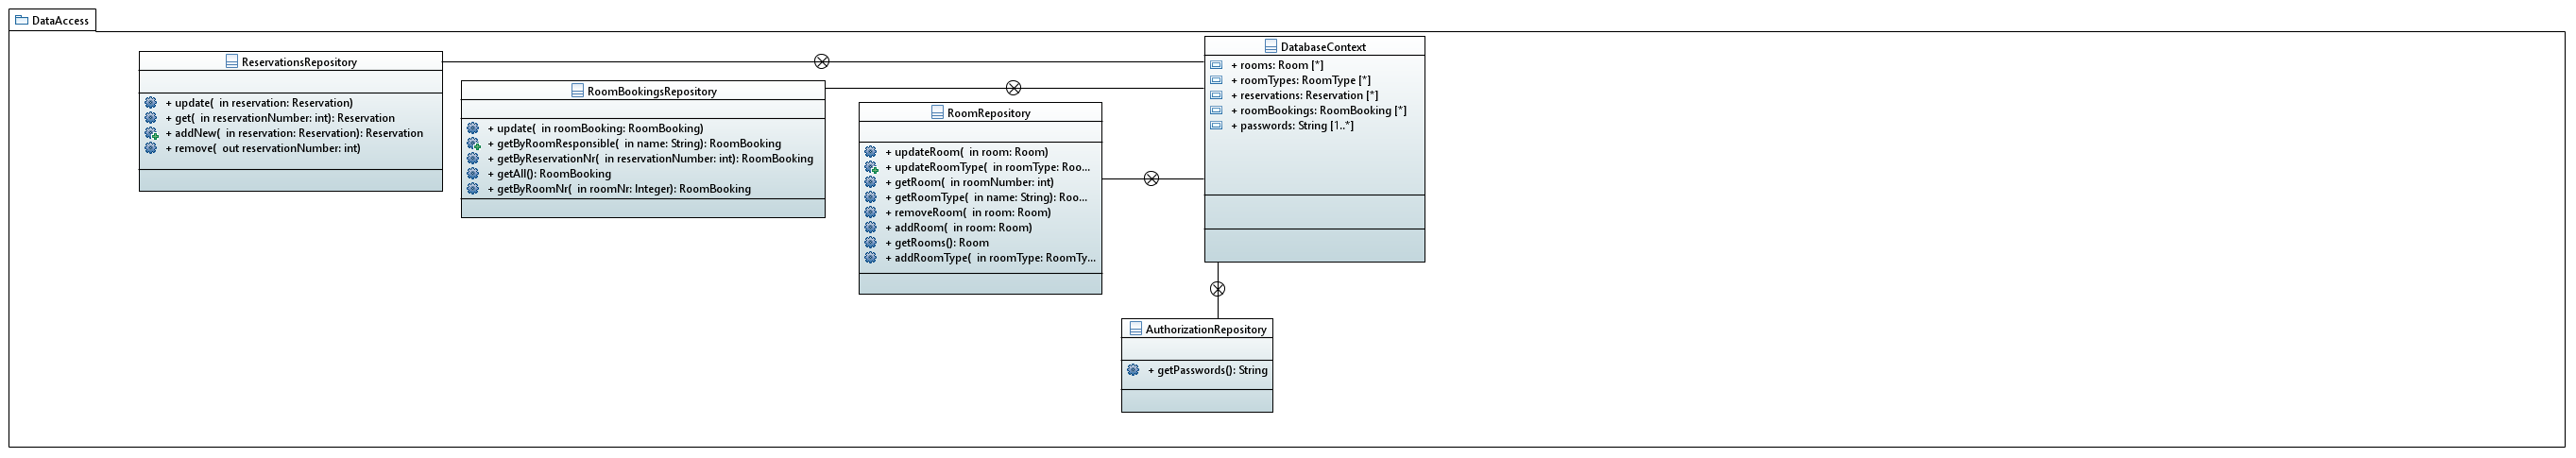 DataAccess
ReservationsRepository
+ update( in reservation: Reservation)
+ get( in reservationNumber: int): Reservation
+ addNew( in reservation: Reservation): Reservation
+ remove( out reservationNumber: int)
RoomBookingsRepository
+ update( in roomBooking: RoomBooking)
+ getByRoomResponsible( in name: String): RoomBooking
+ getByReservationNr( in reservationNumber: int): RoomBooking
+ getAll(): RoomBooking
+ getByRoomNr( in roomNr: Integer): RoomBooking
RoomRepository
+ updateRoom( in room: Room)
+ updateRoomType( in roomType: Roo...
+ getRoom( in roomNumber: int)
+ getRoomType( in name: String): Roo...
+ removeRoom( in room: Room)
+ addRoom( in room: Room)
+ getRooms(): Room
+ addRoomType( in roomType: RoomTy...
DatabaseContext
+ rooms: Room [*]
+ roomTypes: RoomType [*]
+ reservations: Reservation [*]
+ roomBookings: RoomBooking [*]
+ passwords: String [1..*]
AuthorizationRepository
+ getPasswords(): String